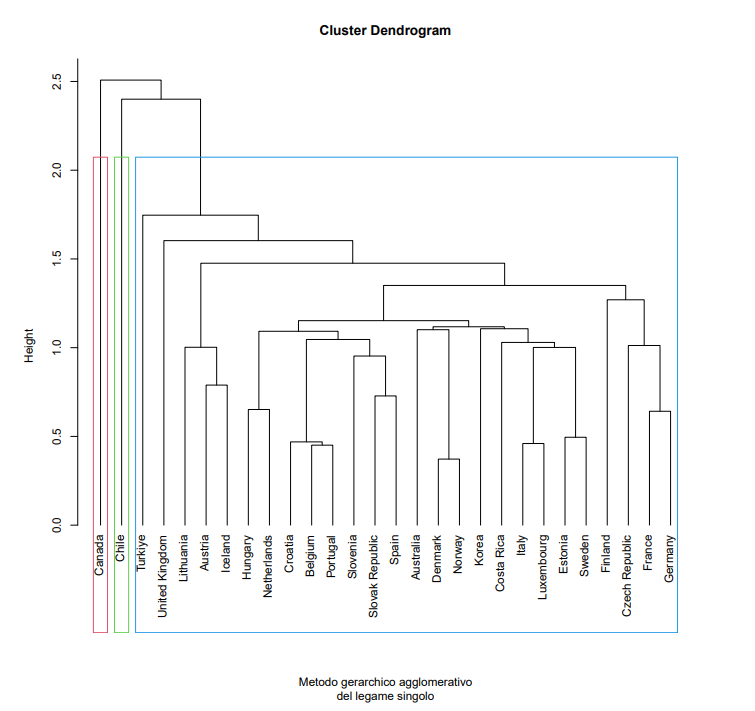 Cluster Dendrogram
Height
2.5
2.0
1.5
1.0
0.5
0.0
Canada
Chile
Turkiye
United Kingdom
Lithuania
Austria
Iceland
Hungary
Netherlands
Croatia
Belgium
Portugal
Slovenia
Slovak Republic
Spain
Australia
Denmark
Norway
Korea
Costa Rica
Italy
Luxembourg
Estonia
Sweden
Finland
Czech Republic
France
Germany
Metodo gerarchico agglomerativo
del legame singolo